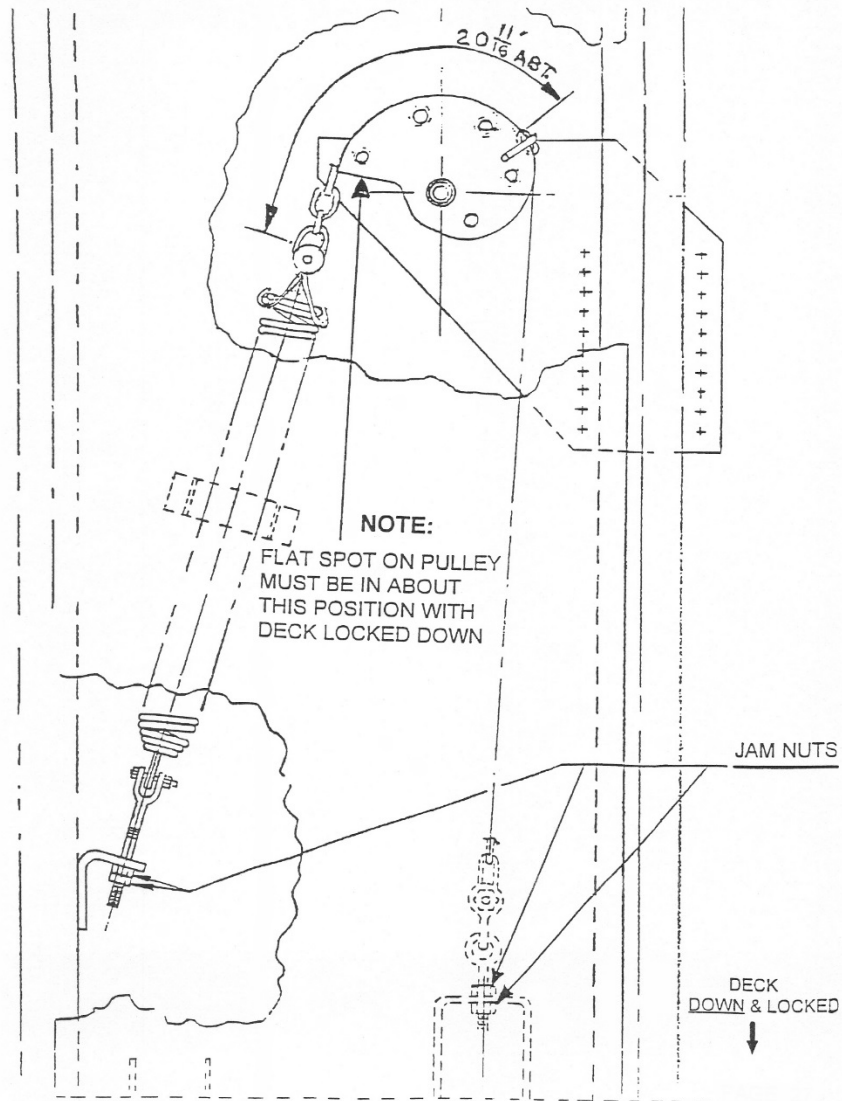 20 11/16" ABT.
NOTE:
FLAT SPOT ON PULLEY
MUST BE IN ABOUT
THIS POSITION WITH
DECK LOCKED DOWN
JAM NUTS
DECK
DOWN & LOCKED